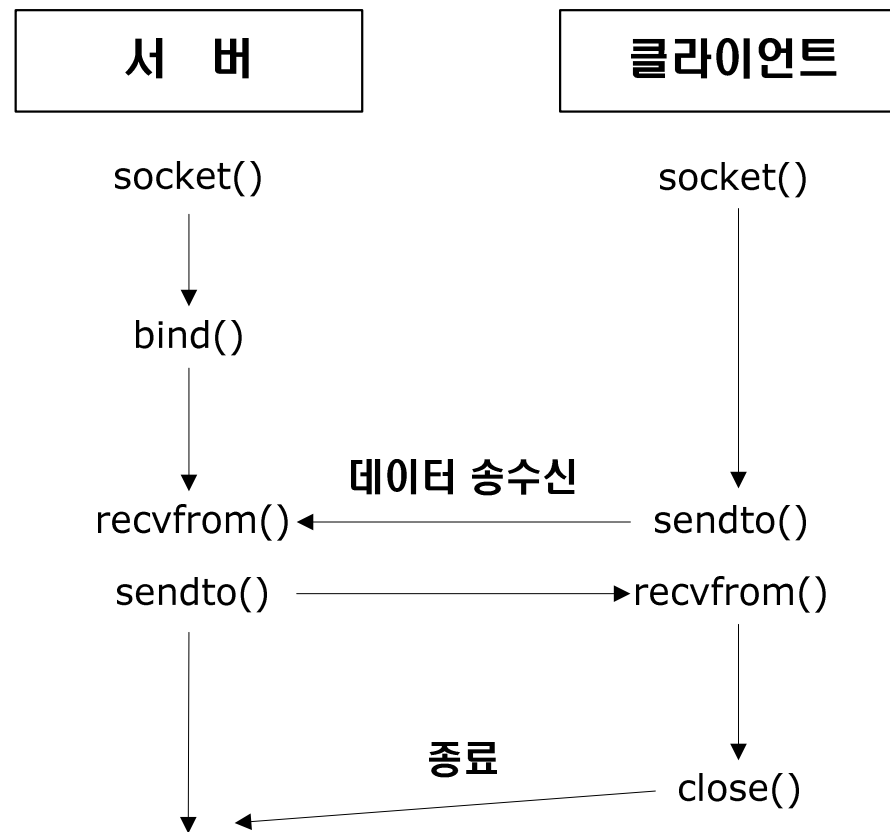 서 버 클라이언트
socket() socket()
bind()
데이터 송수신
recvfrom() sendto()
sendto() recvfrom()
종료
close()